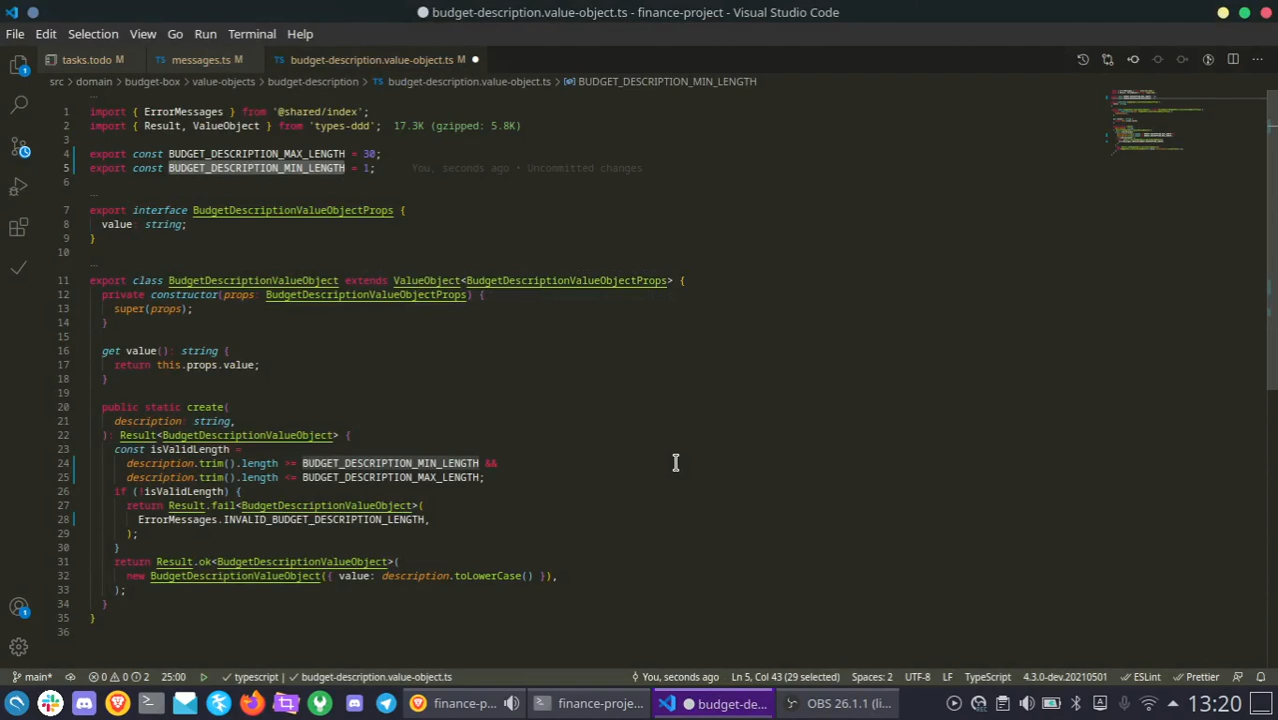 budget-description.value-object.ts - finance-project - Visual Studio Code
File Edit Selection View Go Run Terminal Help
tasks.todo M TS messages.ts M TS budget-description.value-object.ts M
src > domain > budget-box > value-objects > budget-description > TS budget-description.value-object.ts > BUDGET_DESCRIPTION_MIN_LENGTH
1 import { ErrorMessages } from '@shared/index';
2 import { Result, ValueObject } from 'types-ddd'; 17.3K (gzipped: 5.8K)
3
4 export const BUDGET_DESCRIPTION_MAX_LENGTH = 30;
5 export const BUDGET_DESCRIPTION_MIN_LENGTH = 1; You, seconds ago • Uncommitted changes
6
7 export interface BudgetDescriptionValueObjectProps {
8 value: string;
9 }
10
11 export class BudgetDescriptionValueObject extends ValueObject<BudgetDescriptionValueObjectProps> {
12 private constructor(props: BudgetDescriptionValueObjectProps) {
13 super(props);
14 }
15
16 get value(): string {
17 return this.props.value;
18 }
19
20 public static create(
21 description: string,
22 ): Result<BudgetDescriptionValueObject> {
23 const isValidLength =
24 description.trim().length >= BUDGET_DESCRIPTION_MIN_LENGTH &&
25 description.trim().length <= BUDGET_DESCRIPTION_MAX_LENGTH;
26 if (!isValidLength) {
27 return Result.fail<BudgetDescriptionValueObject>(
28 ErrorMessages.INVALID_BUDGET_DESCRIPTION_LENGTH,
29 );
30 }
31 return Result.ok<BudgetDescriptionValueObject>(
32 new BudgetDescriptionValueObject({ value: description.toLowerCase() }),
33 );
34 }
35 }
36
main* 0 0 2 25:00 typescript | budget-description.value-object.ts You, seconds ago Ln 5, Col 43 (29 selected) Spaces: 2 UTF-8 LF TypeScript 4.3.0-dev.20210501 ESLint Prettier
finance-p... finance-proje... budget-de... OBS 26.1.1 (li... 13:20